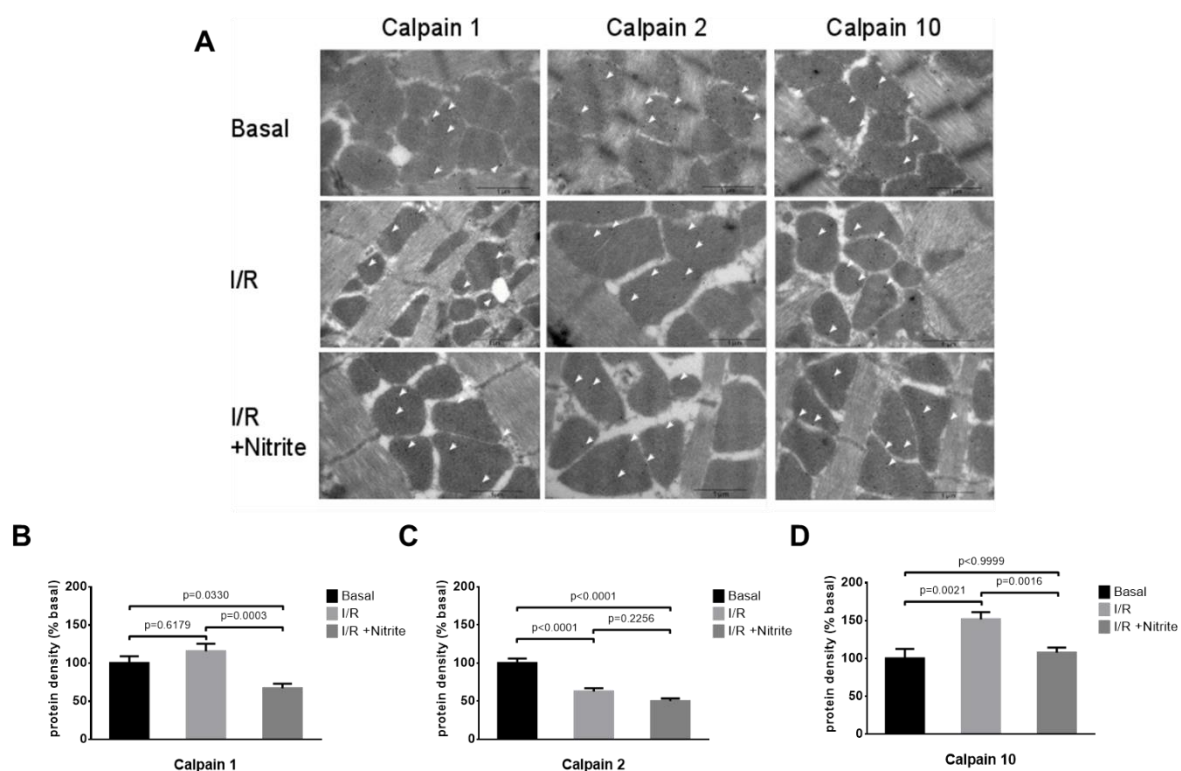 A
Calpain 1
Calpain 2
Calpain 10
Basal
I/R
I/R
+Nitrite
B
protein density (% basal)
200
150
100
50
0
p=0.0330
p=0.6179
p=0.0003
Basal
I/R
I/R +Nitrite
Calpain 1
C
protein density (% basal)
200
150
100
50
0
p<0.0001
p<0.0001
p=0.2256
Basal
I/R
I/R +Nitrite
Calpain 2
D
protein density (% basal)
200
150
100
50
0
p<0.9999
p=0.0021
p=0.0016
Basal
I/R
I/R +Nitrite
Calpain 10